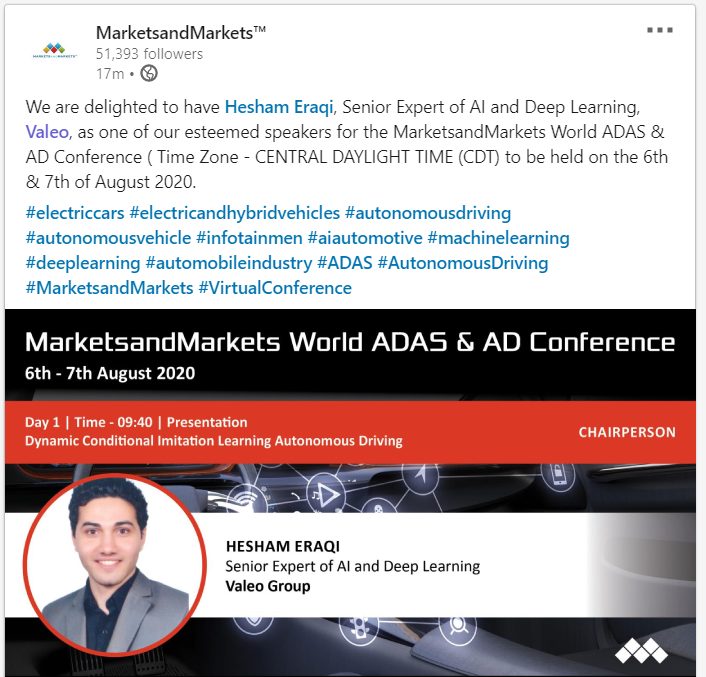 MarketsandMarkets™
51,393 followers
17m •
We are delighted to have Hesham Eraqi, Senior Expert of AI and Deep Learning,
Valeo, as one of our esteemed speakers for the MarketsandMarkets World ADAS &
AD Conference ( Time Zone - CENTRAL DAYLIGHT TIME (CDT) to be held on the 6th
& 7th of August 2020.
#electriccars #electricandhybridvehicles #autonomousdriving
#autonomousvehicle #infotainmen #aiautomotive #machinelearning
#deeplearning #automobileindustry #ADAS #AutonomousDriving
#MarketsandMarkets #VirtualConference
MarketsandMarkets World ADAS & AD Conference
6th - 7th August 2020
Day 1 | Time - 09:40 | Presentation
Dynamic Conditional Imitation Learning Autonomous Driving
CHAIRPERSON
HESHAM ERAQI
Senior Expert of AI and Deep Learning
Valeo Group